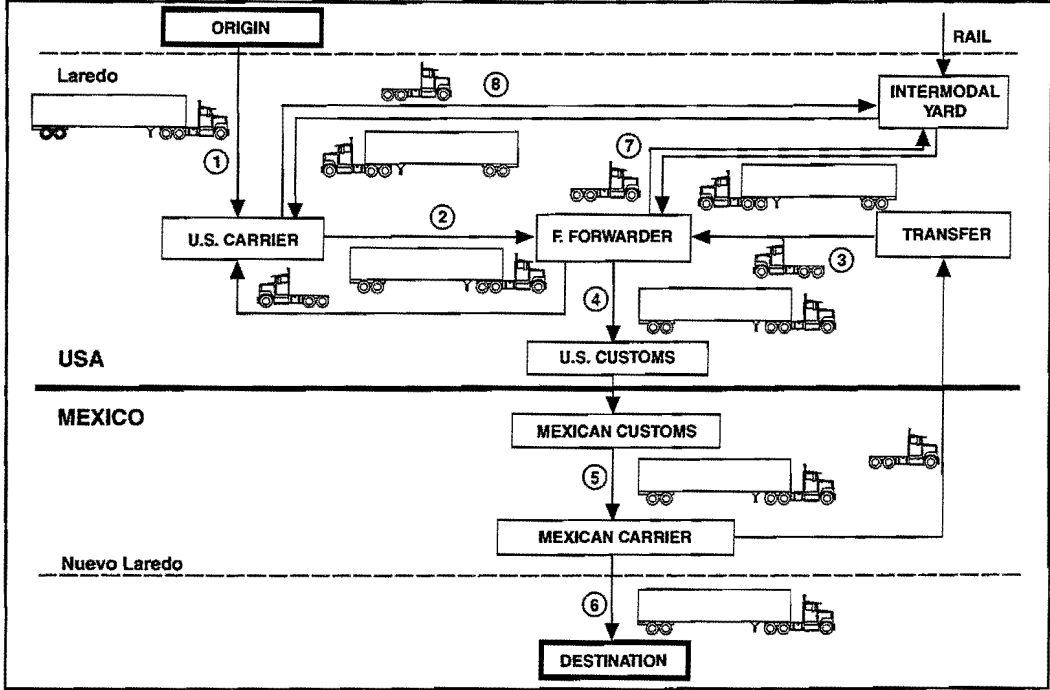 ORIGIN
RAIL
Laredo
8
INTERMODAL
YARD
1
7
2
U.S. CARRIER
F. FORWARDER
TRANSFER
3
4
U.S. CUSTOMS
USA
MEXICO
MEXICAN CUSTOMS
5
MEXICAN CARRIER
Nuevo Laredo
6
DESTINATION